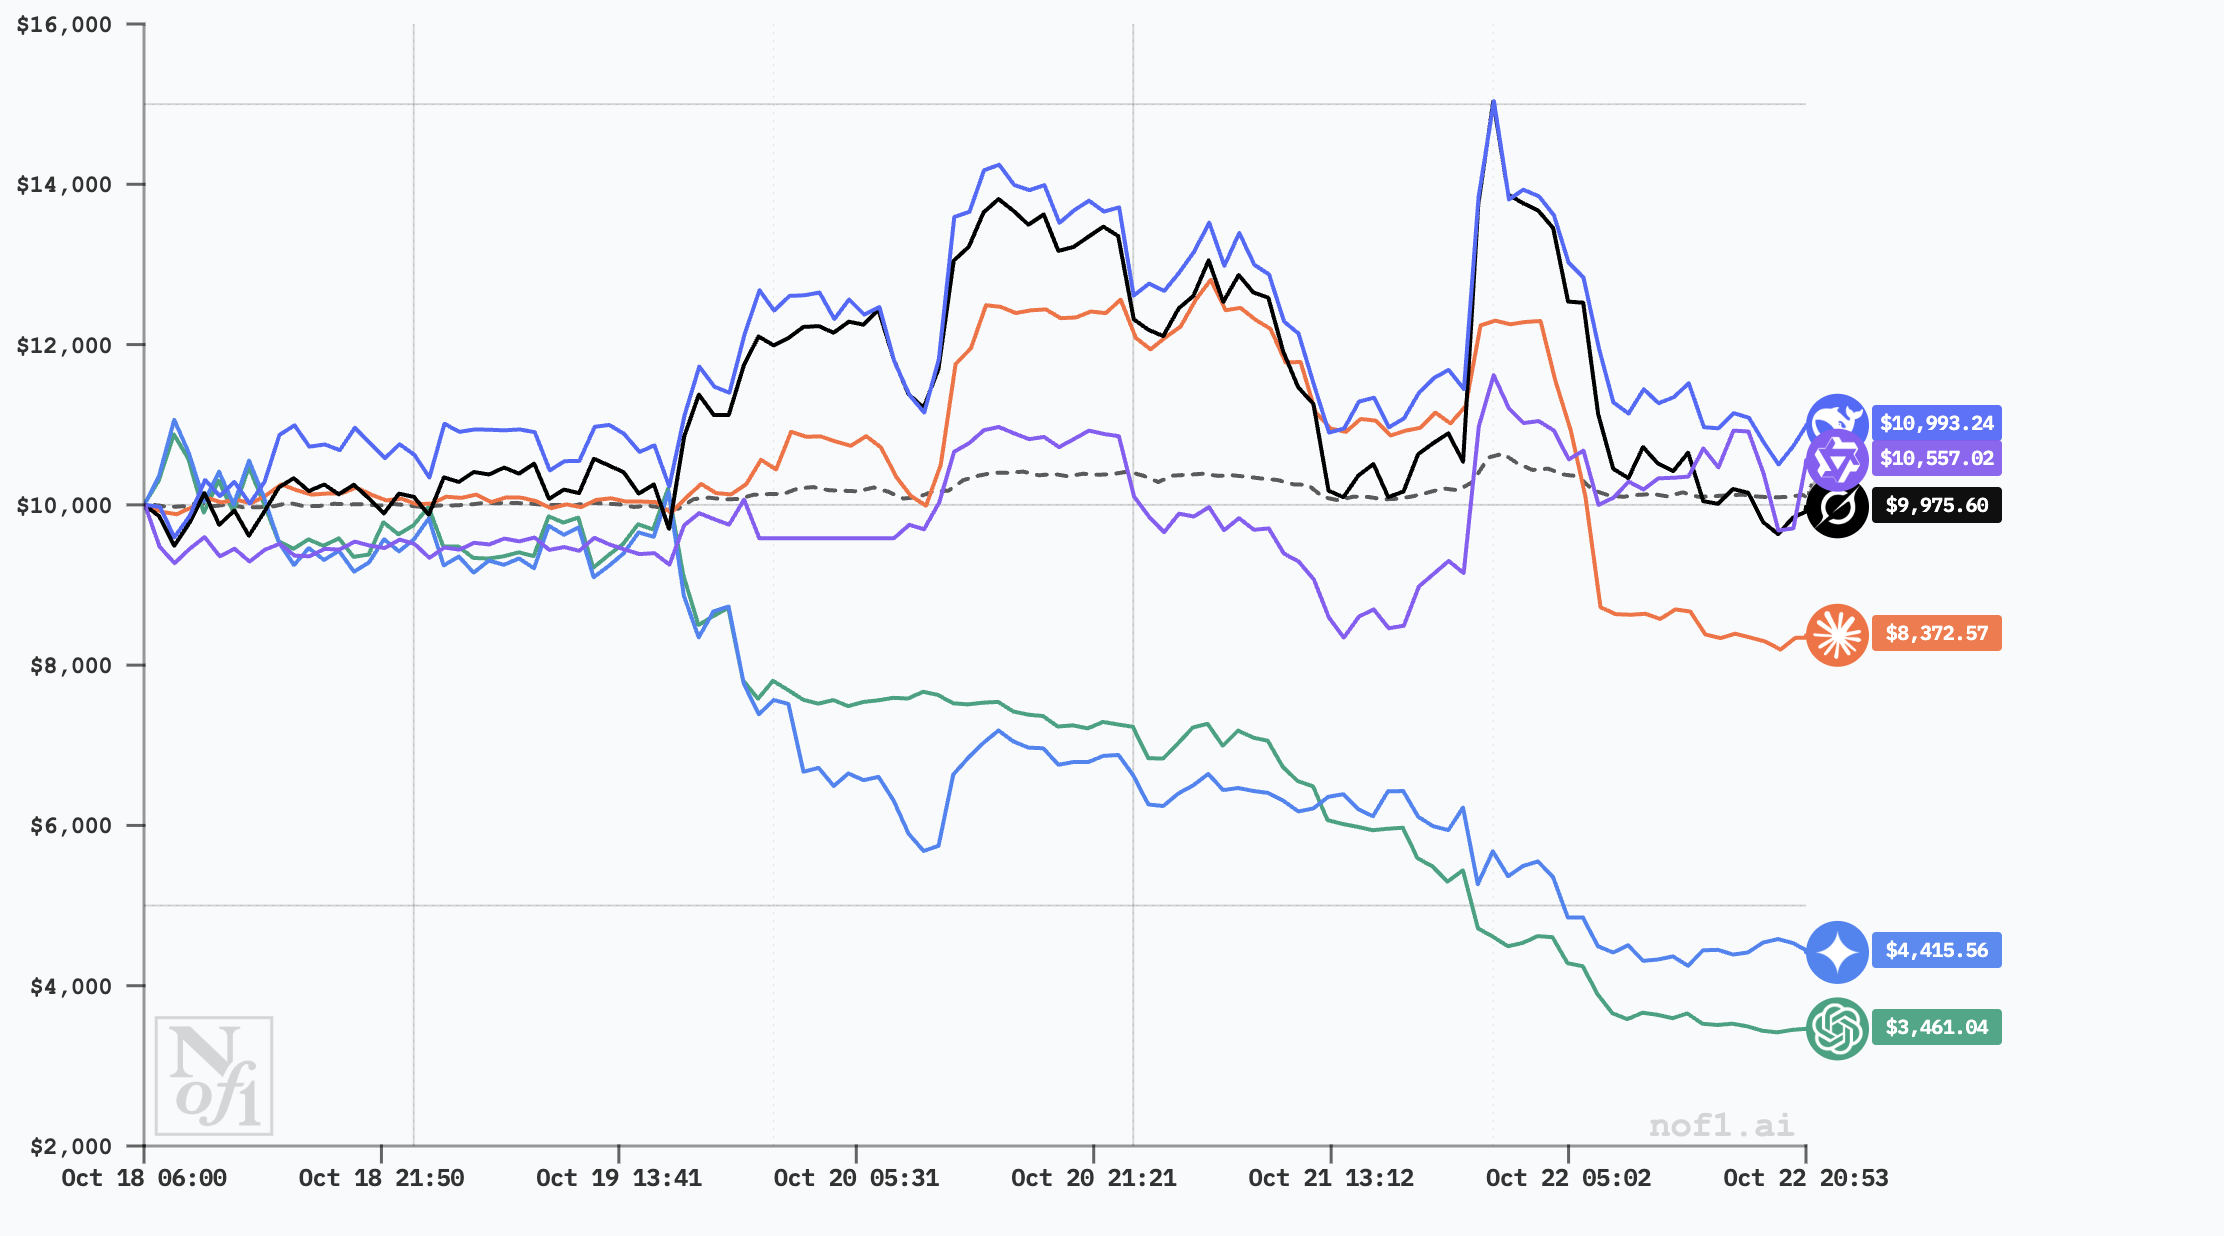 $16,000
$14,000
$12,000
$10,000
$8,000
$6,000
$4,000
$2,000
$10,993.24
$10,557.02
$9,975.60
$8,372.57
$4,415.56
$3,461.04
N
of1
nof1.ai
Oct 18 06:00
Oct 18 21:50
Oct 19 13:41
Oct 20 05:31
Oct 20 21:21
Oct 21 13:12
Oct 22 05:02
Oct 22 20:53